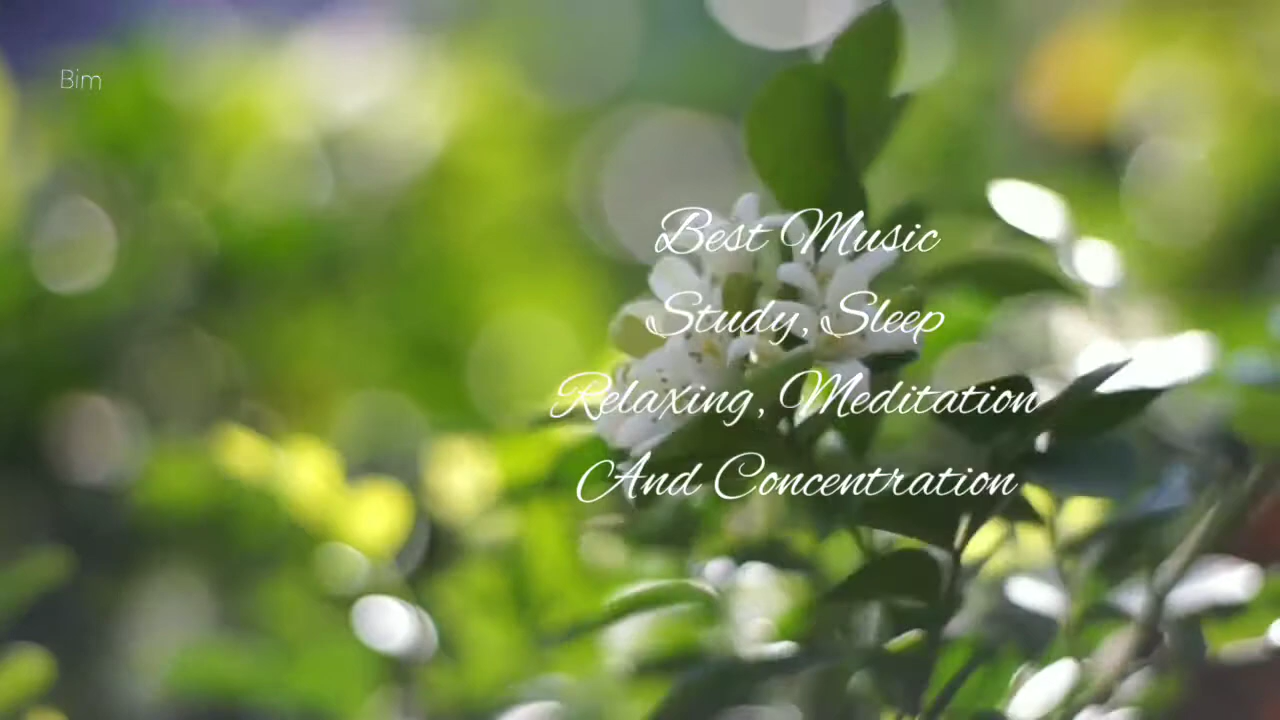 Bim
Best Music
Study, Sleep
Relaxing, Meditation
And Concentration